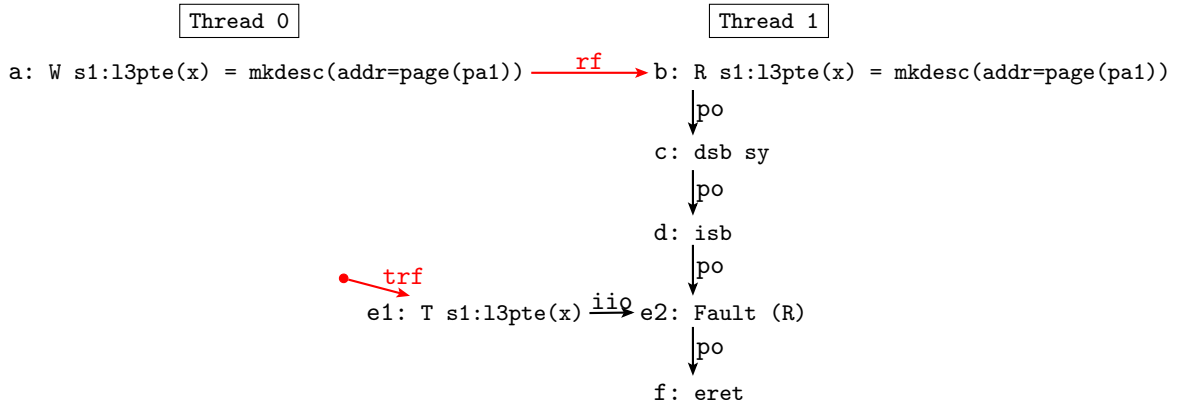 Thread 0 Thread 1
a: W s1:l3pte(x) = mkdesc(addr=page(pa1)) rf b: R s1:l3pte(x) = mkdesc(addr=page(pa1))
po
c: dsb sy
po
d: isb
po
trf
e1: T s1:l3pte(x) iio e2: Fault (R)
po
f: eret